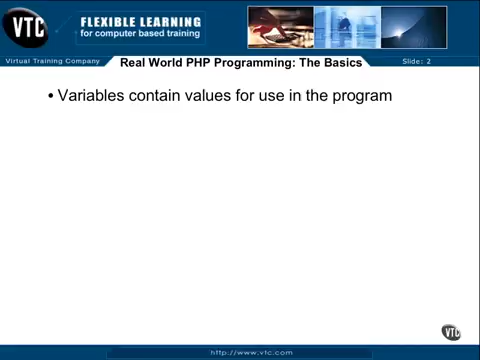 VTC
FLEXIBLE LEARNING
for computer based training
Virtual Training Company
Real World PHP Programming: The Basics
Slide: 2
• Variables contain values for use in the program
VTC
http://www.vtc.com